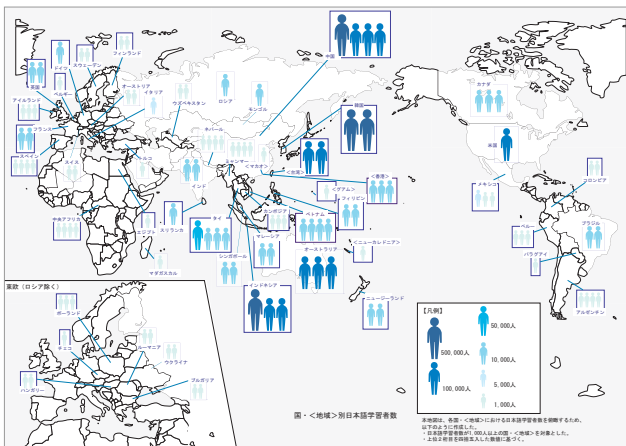 フィンランド
スウェーデン
ドイツ
英国
ベルギー
オーストリア
イタリア
アイルランド
フランス
スペイン
スイス
トルコ
ウズベキスタン
ロシア
モンゴル
中国
韓国
ネパール
ミャンマー
<マカオ>
<台湾>
<香港>
インド
<グアム>
フィリピン
カンボジア
ベトナム
タイ
スリランカ
マレーシア
オーストラリア
<ニューカレドニア>
シンガポール
インドネシア
ニュージーランド
中央アフリカ
エジプト
マダガスカル
カナダ
米国
メキシコ
コロンビア
ペルー
ブラジル
パラグアイ
アルゼンチン
東欧(ロシア除く)
ポーランド
チェコ
ルーマニア
ウクライナ
ブルガリア
ハンガリー
国・<地域>別日本語学習者数
【凡例】
500,000人
100,000人
50,000人
10,000人
5,000人
1,000人
本地図は、各国・<地域>における日本語学習者数を俯瞰するため、
以下のように作成した。
・日本語学習者数が1,000人以上の国・<地域>を対象とした。
・上位2桁目を四捨五入した数値に基づく。